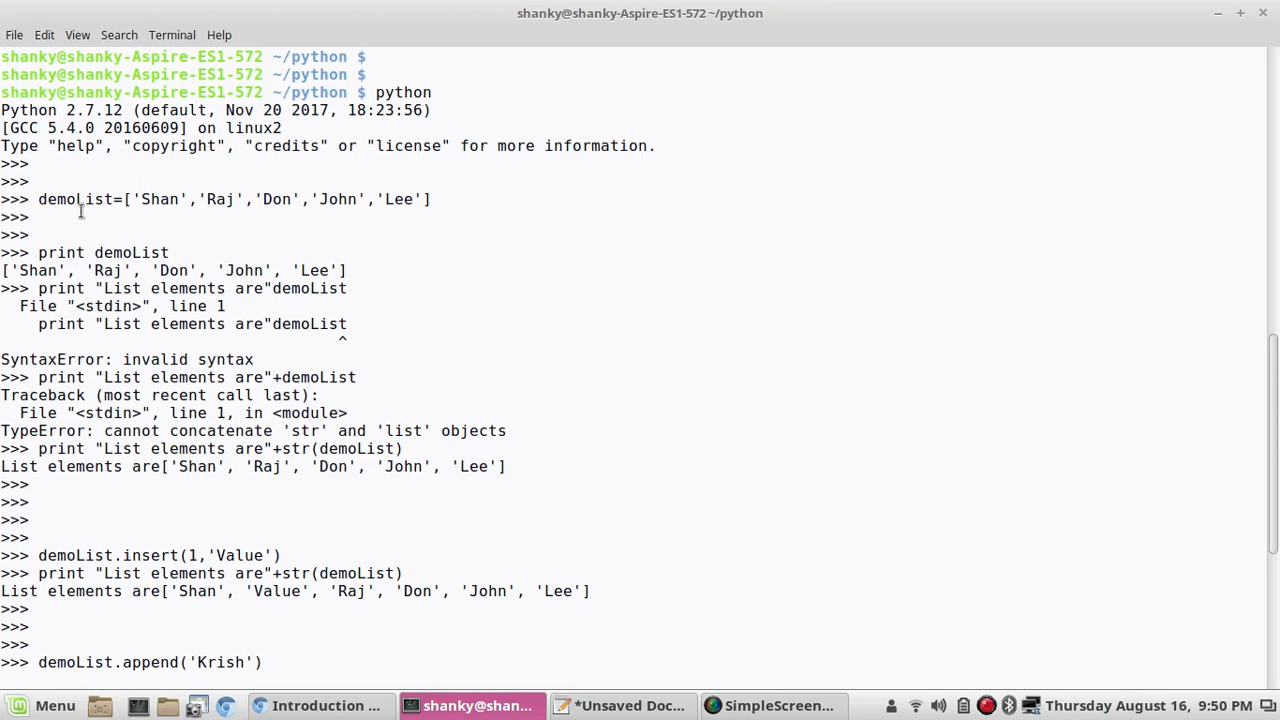 shanky@shanky-Aspire-ES1-572 ~/python
File Edit View Search Terminal Help
shanky@shanky-Aspire-ES1-572 ~/python $
shanky@shanky-Aspire-ES1-572 ~/python $
shanky@shanky-Aspire-ES1-572 ~/python $ python
Python 2.7.12 (default, Nov 20 2017, 18:23:56)
[GCC 5.4.0 20160609] on linux2
Type "help", "copyright", "credits" or "license" for more information.
>>>
>>>
>>> demoList=['Shan','Raj','Don','John','Lee']
>>>
>>>
>>> print demoList
['Shan', 'Raj', 'Don', 'John', 'Lee']
>>> print "List elements are"demoList
  File "<stdin>", line 1
    print "List elements are"demoList
                                    ^
SyntaxError: invalid syntax
>>> print "List elements are"+demoList
Traceback (most recent call last):
  File "<stdin>", line 1, in <module>
TypeError: cannot concatenate 'str' and 'list' objects
>>> print "List elements are"+str(demoList)
List elements are['Shan', 'Raj', 'Don', 'John', 'Lee']
>>>
>>>
>>>
>>>
>>> demoList.insert(1,'Value')
>>> print "List elements are"+str(demoList)
List elements are['Shan', 'Value', 'Raj', 'Don', 'John', 'Lee']
>>>
>>>
>>>
>>> demoList.append('Krish')
Menu Introduction ... shanky@shan... *Unsaved Doc... SimpleScreen... Thursday August 16, 9:50 PM